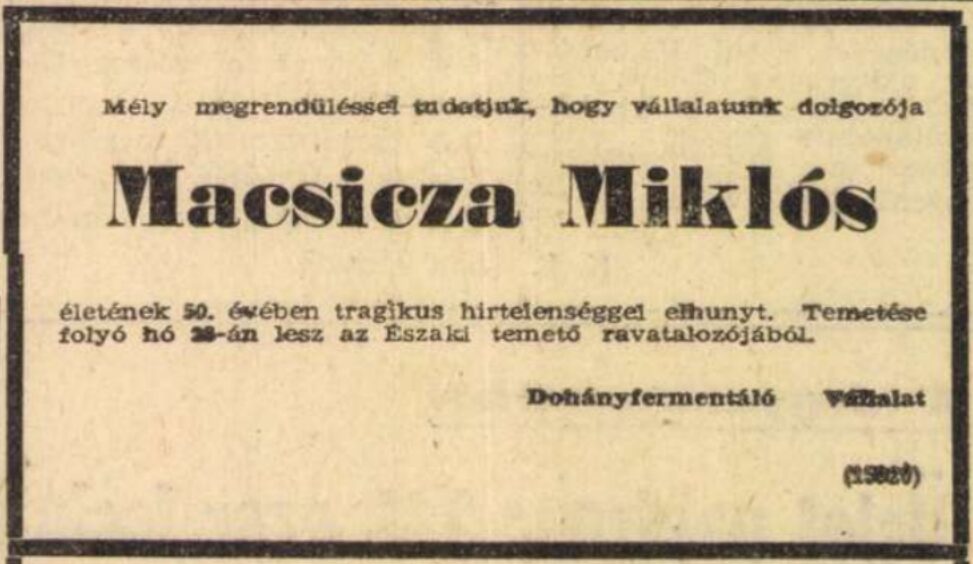 Mély megrendüléssel tudatjuk, hogy vállalatunk dolgozója
Macsicza Miklós
életének 50. évében tragikus hirtelenséggel elhunyt. Temetése
folyó hó 28-án lesz az Északi temető ravatalozójából.
Dohányfermentáló Vállalat